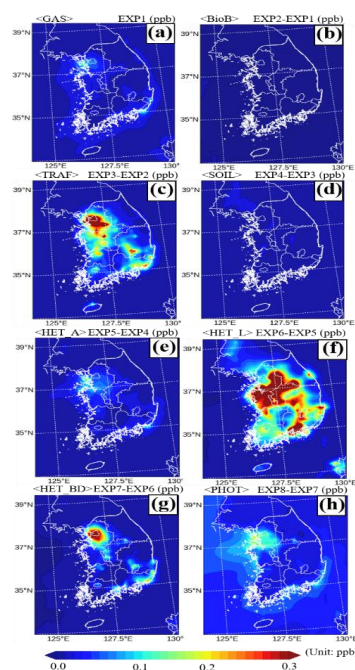 <GAS> EXP1 (ppb) <BioB> EXP2-EXP1 (ppb)
(a) (b)
39°N 39°N
37°N 37°N
35°N 35°N
125°E 127.5°E 130°E 125°E 127.5°E 130°E
<TRAF> EXP3-EXP2 (ppb) <SOIL> EXP4-EXP3 (ppb)
(c) (d)
39°N 39°N
37°N 37°N
35°N 35°N
125°E 127.5°E 130°E 125°E 127.5°E 130°E
<HET_A> EXP5-EXP4 (ppb) <HET_L> EXP6-EXP5 (ppb)
(e) (f)
39°N 39°N
37°N 37°N
35°N 35°N
125°E 127.5°E 130°E 125°E 127.5°E 130°E
<HET_BD> EXP7-EXP6 (ppb) <PHOT> EXP8-EXP7 (ppb)
(g) (h)
39°N 39°N
37°N 37°N
35°N 35°N
125°E 127.5°E 130°E 125°E 127.5°E 130°E
0.0 0.1 0.2 0.3 (Unit: ppb